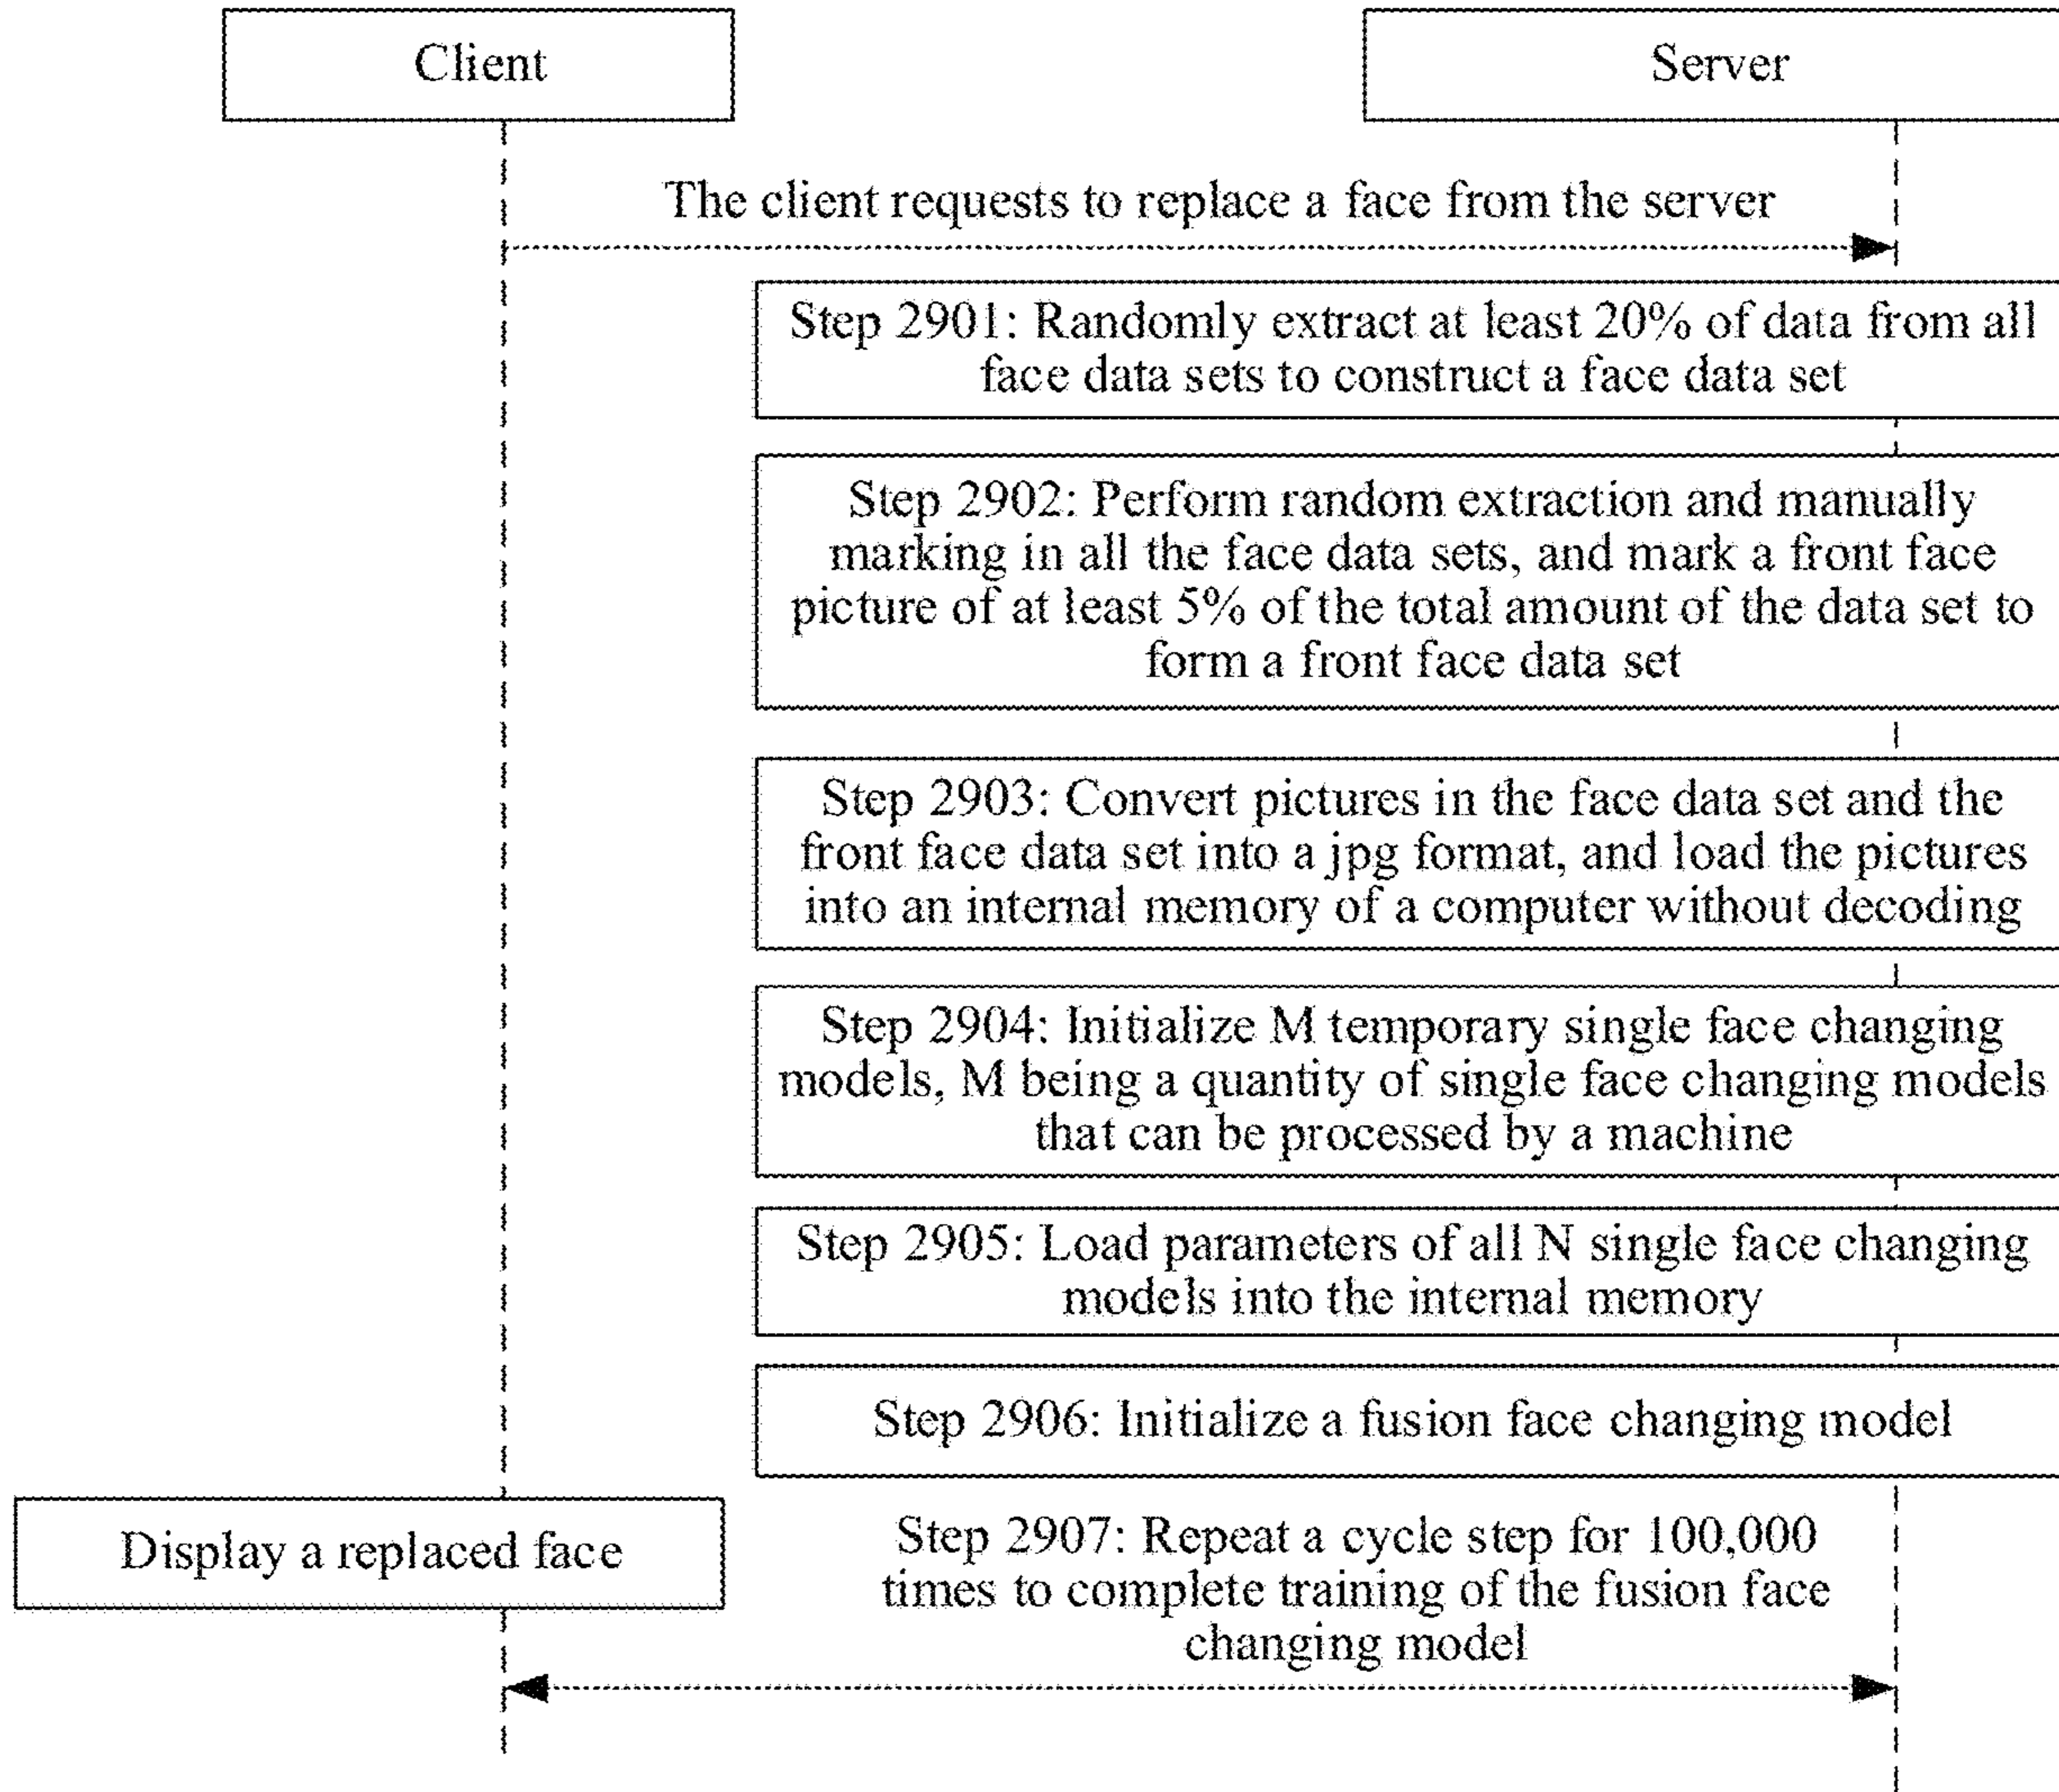 Client
Server
The client requests to replace a face from the server
Step 2901: Randomly extract at least 20% of data from all
face data sets to construct a face data set
Step 2902: Perform random extraction and manually
marking in all the face data sets, and mark a front face
picture of at least 5% of the total amount of the data set to
form a front face data set
Step 2903: Convert pictures in the face data set and the
front face data set into a jpg format, and load the pictures
into an internal memory of a computer without decoding
Step 2904: Initialize M temporary single face changing
models, M being a quantity of single face changing models
that can be processed by a machine
Step 2905: Load parameters of all N single face changing
models into the internal memory
Step 2906: Initialize a fusion face changing model
Display a replaced face
Step 2907: Repeat a cycle step for 100,000
times to complete training of the fusion face
changing model